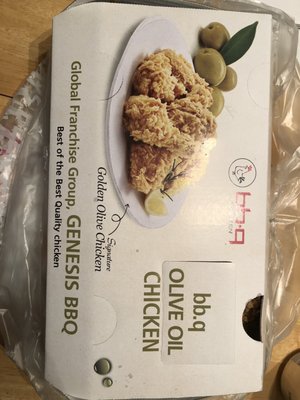 Global Franchise Group, GENESIS BBQ
Best of the Best Quality chicken
Signature
Golden Olive Chicken
bb.q
OLIVE OIL
CHICKEN
bb.q